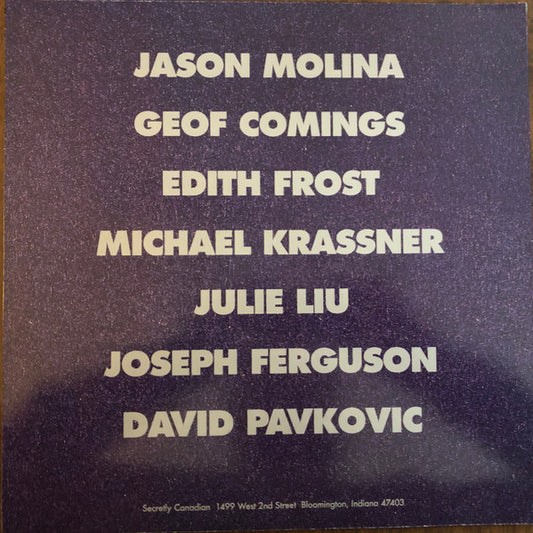 JASON MOLINA
GEOF COMINGS
EDITH FROST
MICHAEL KRASSNER
JULIE LIU
JOSEPH FERGUSON
DAVID PAVKOVIC
Secretly Canadian 1499 West 2nd Street Bloomington, Indiana 47403